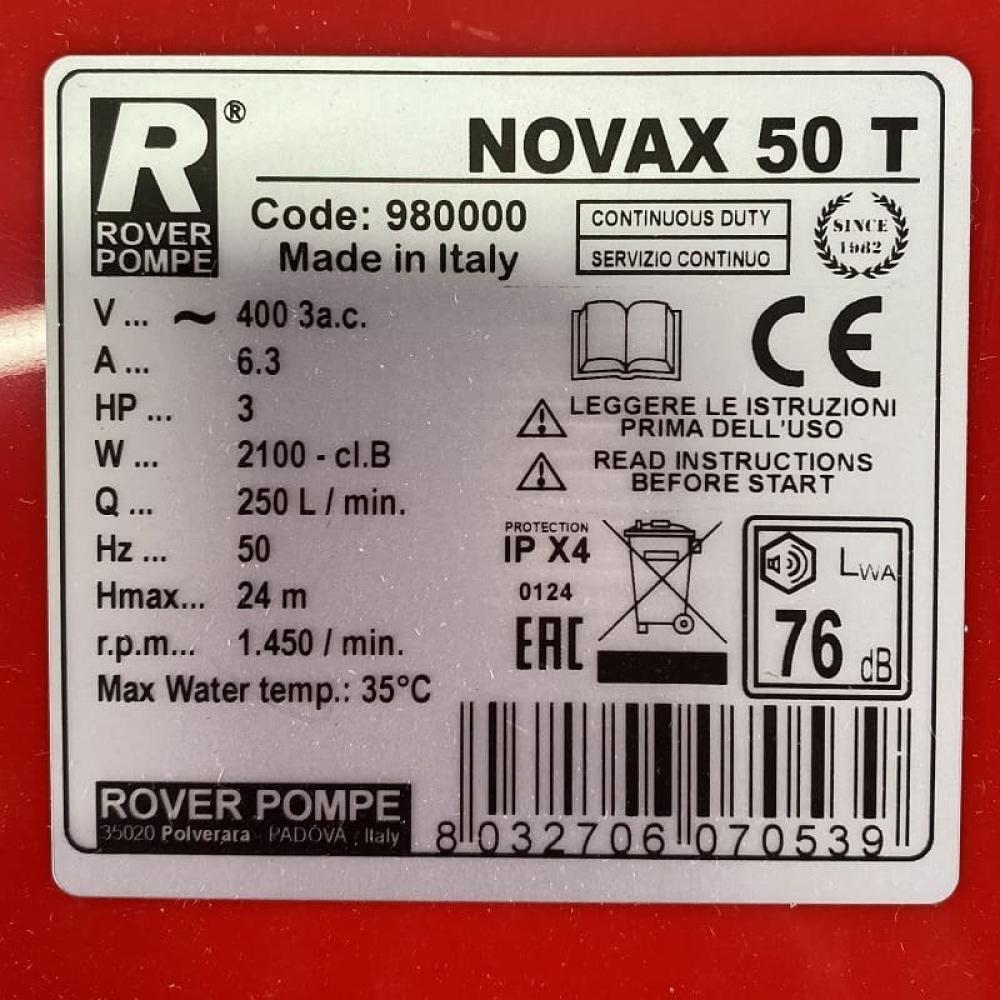 R ®
ROVER
POMPE
NOVAX 50 T
Code: 980000
Made in Italy
CONTINUOUS DUTY
SERVIZIO CONTINUO
SINCE
1982
V... ~ 400 3a.c.
A... 6.3
HP... 3
W... 2100 - cl.B
Q... 250 L / min.
Hz... 50
Hmax... 24 m
r.p.m... 1.450 / min.
Max Water temp.: 35°C
CE
LEGGERE LE ISTRUZIONI
PRIMA DELL'USO
READ INSTRUCTIONS
BEFORE START
PROTECTION
IP X4
0124
EAC
LWA
76 dB
ROVER POMPE
35020 Polverara - PADOVA - Italy
8 032706 070539